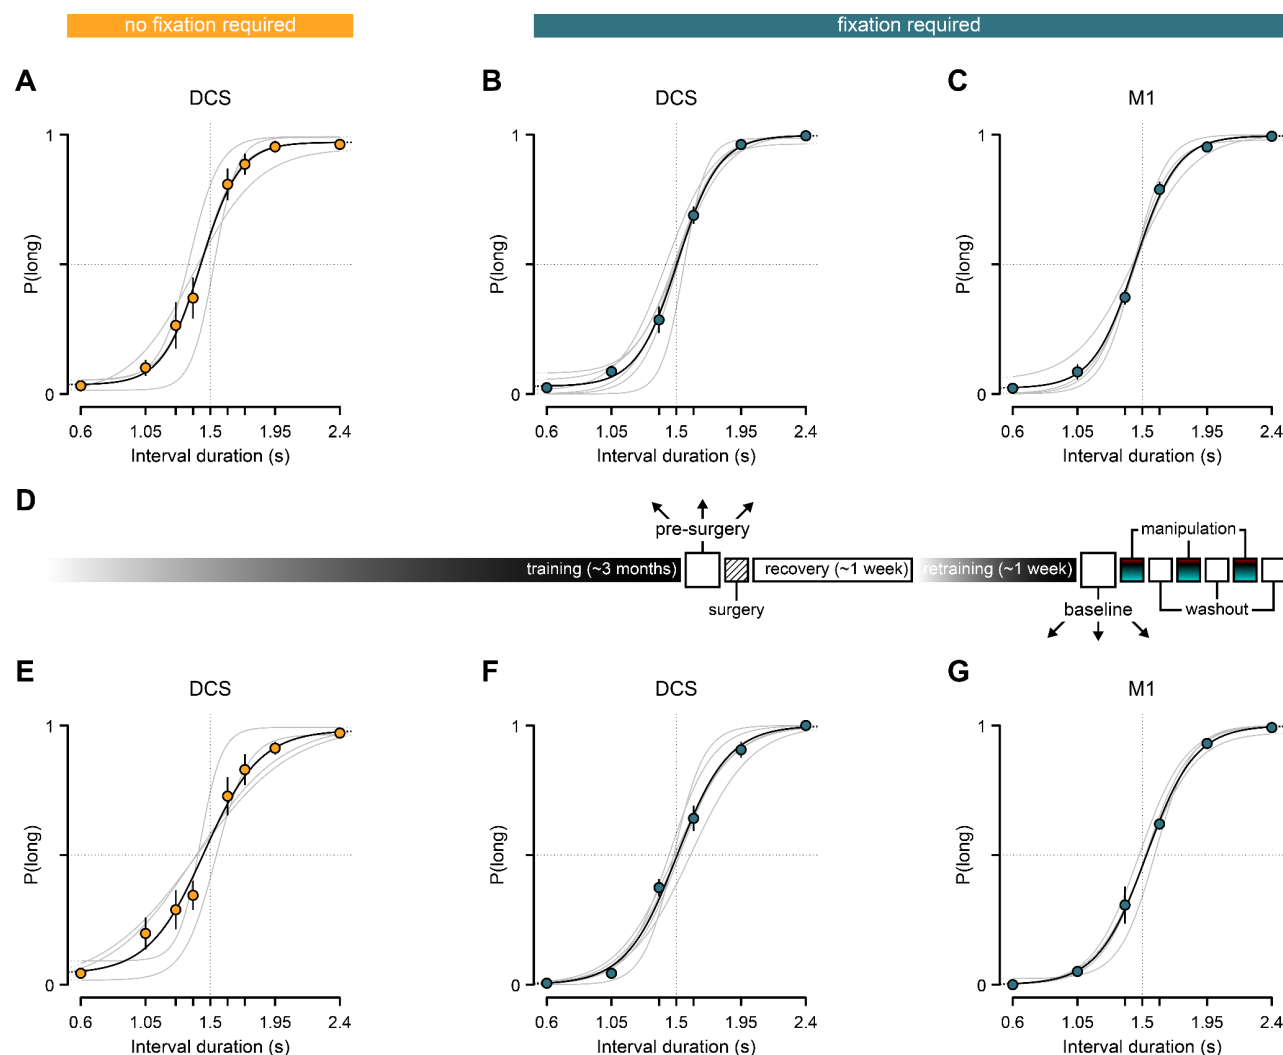 no fixation required
fixation required
A
DCS
1
P(long)
0
0.6 1.05 1.5 1.95 2.4
Interval duration (s)
B
DCS
1
P(long)
0
0.6 1.05 1.5 1.95 2.4
Interval duration (s)
C
M1
1
P(long)
0
0.6 1.05 1.5 1.95 2.4
Interval duration (s)
D
pre-surgery
manipulation
training (~3 months)
recovery (~1 week)
retraining (~1 week)
surgery
baseline
washout
E
DCS
1
P(long)
0
0.6 1.05 1.5 1.95 2.4
Interval duration (s)
F
DCS
1
P(long)
0
0.6 1.05 1.5 1.95 2.4
Interval duration (s)
G
M1
1
P(long)
0
0.6 1.05 1.5 1.95 2.4
Interval duration (s)